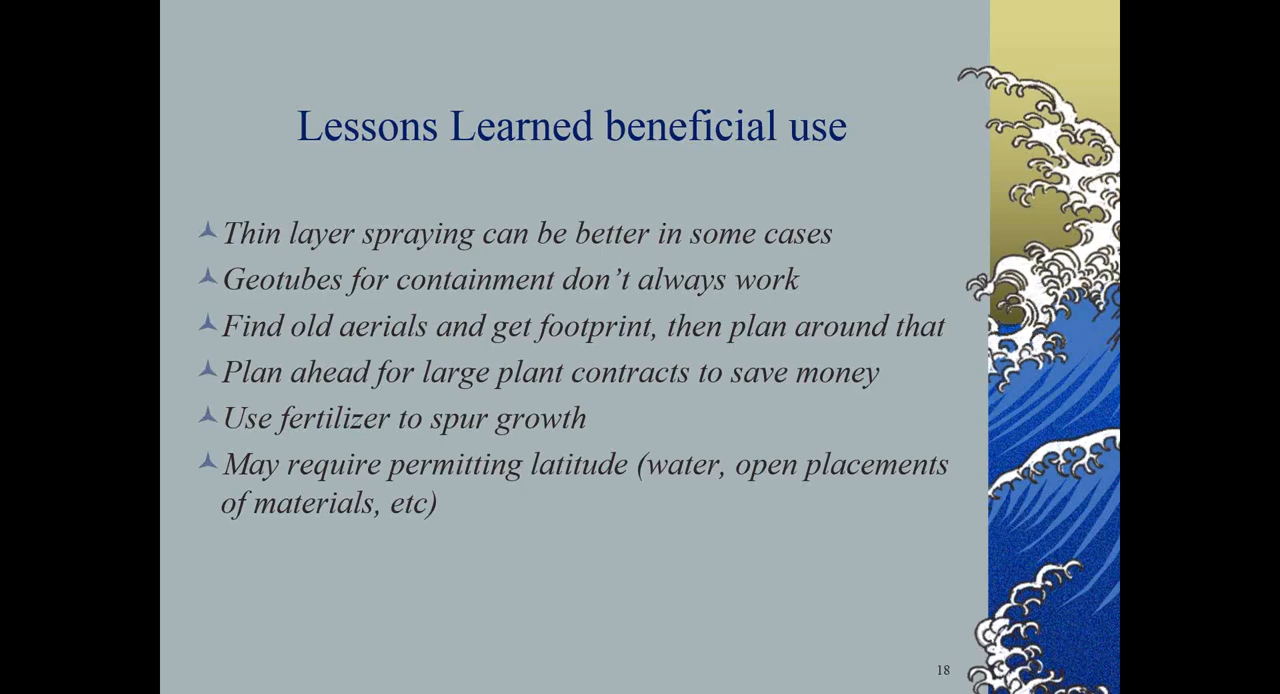 Lessons Learned beneficial use
Thin layer spraying can be better in some cases
Geotubes for containment don’t always work
Find old aerials and get footprint, then plan around that
Plan ahead for large plant contracts to save money
Use fertilizer to spur growth
May require permitting latitude (water, open placements
of materials, etc)
18